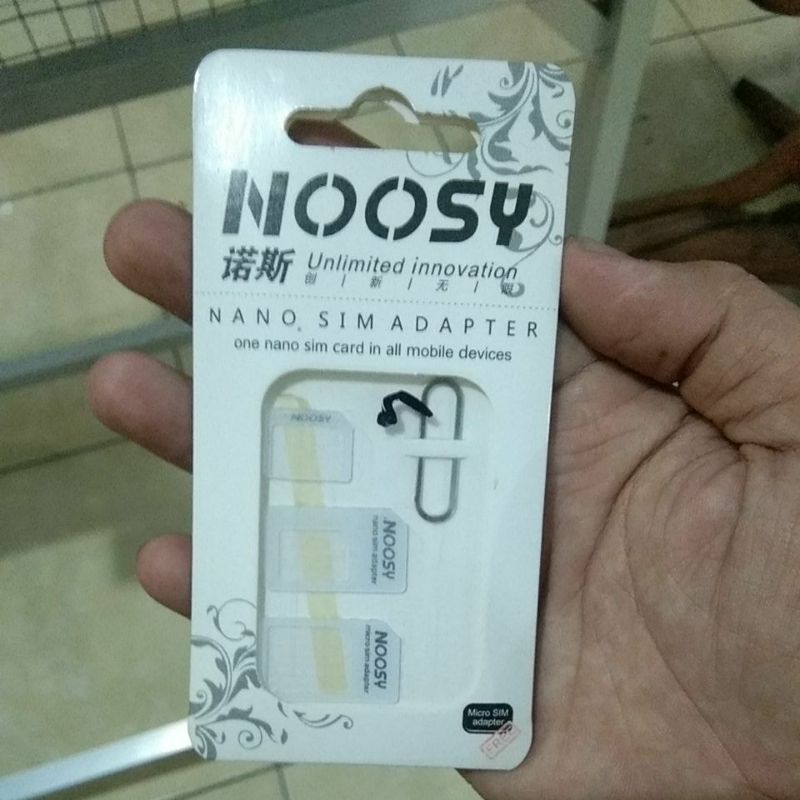 NOOSY
诺斯 Unlimited innovation
创 | 新 | 无 | 限
NANO SIM ADAPTER
one nano sim card in all mobile devices
NOOSY
NOOSY
nano sim adapter
NOOSY
micro sim adapter
Micro SIM
adapter
FREE